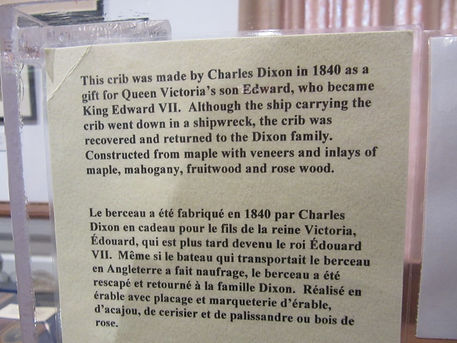 This crib was made by Charles Dixon in 1840 as a
gift for Queen Victoria's son Edward, who became
King Edward VII. Although the ship carrying the
crib went down in a shipwreck, the crib was
recovered and returned to the Dixon family.
Constructed from maple with veneers and inlays of
maple, mahogany, fruitwood and rose wood.
Le berceau a été fabriqué en 1840 par Charles
Dixon en cadeau pour le fils de la reine Victoria,
Édouard, qui est plus tard devenu le roi Édouard
VII. Même si le bateau qui transportait le berceau
en Angleterre a fait naufrage, le berceau a été
rescapé et retourné à la famille Dixon. Réalisé en
érable avec placage et marqueterie d'érable,
d'acajou, de cerisier et de palissandre ou bois de
rose.